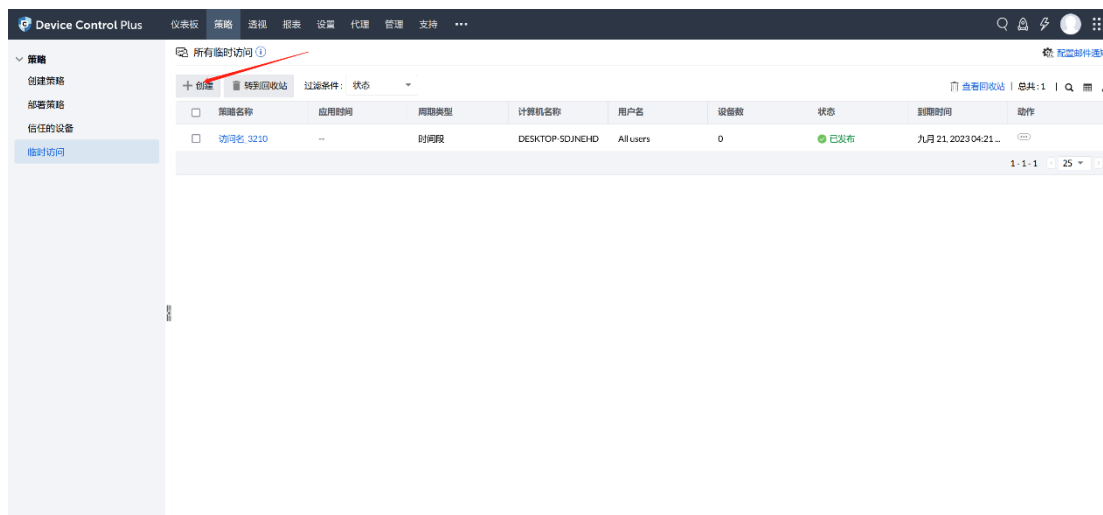 Device Control Plus 仪表板 策略 透视 报表 设置 代理 管理 支持 •••
策略
创建策略
部署策略
信任的设备
临时访问
所有临时访问 配置邮件通知
创建 转到回收站 过滤条件: 状态 查看回收站 | 总共:1 |
策略名称 应用时间 周期类型 计算机名称 用户名 设备数 状态 到期时间 动作
访问名_3210 -- 时间段 DESKTOP-SDJNEHD All users 0 已发布 九月 21, 2023 04:21 ...
1 - 1 - 1 25